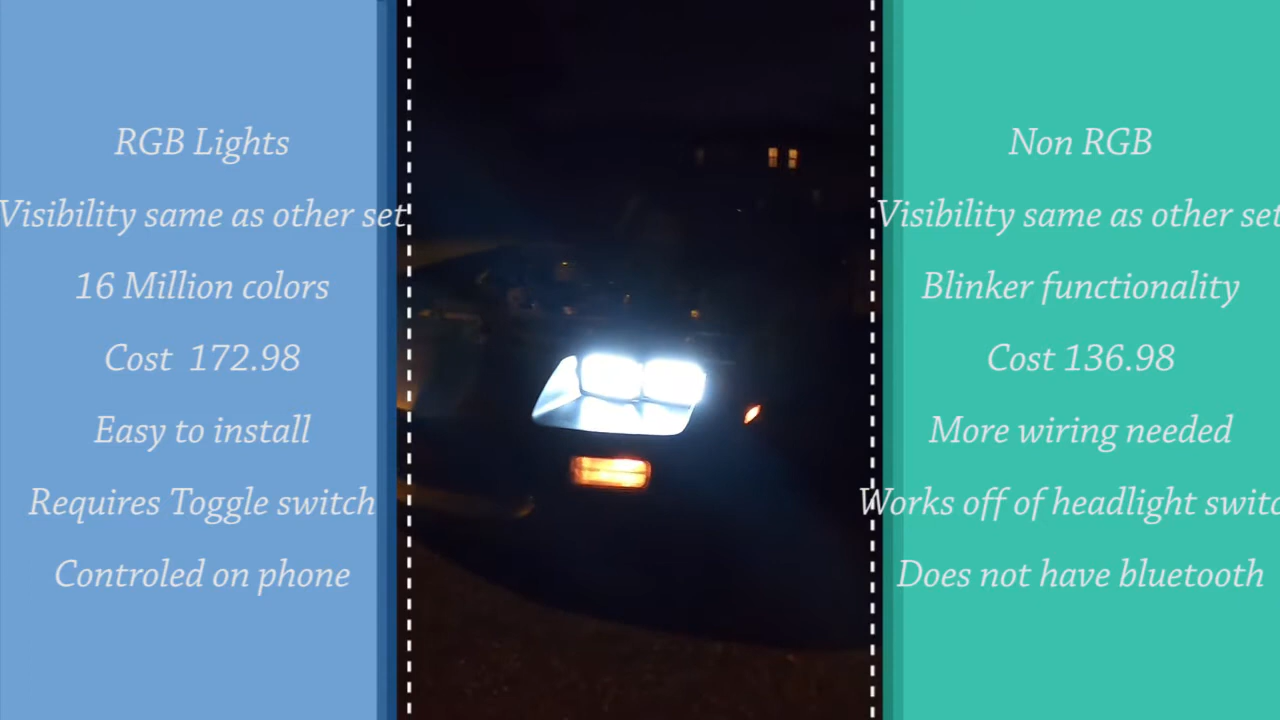 RGB Lights
Visibility same as other set
16 Million colors
Cost 172.98
Easy to install
Requires Toggle switch
Controled on phone
Non RGB
Visibility same as other set
Blinker functionality
Cost 136.98
More wiring needed
Works off of headlight switc
Does not have bluetooth